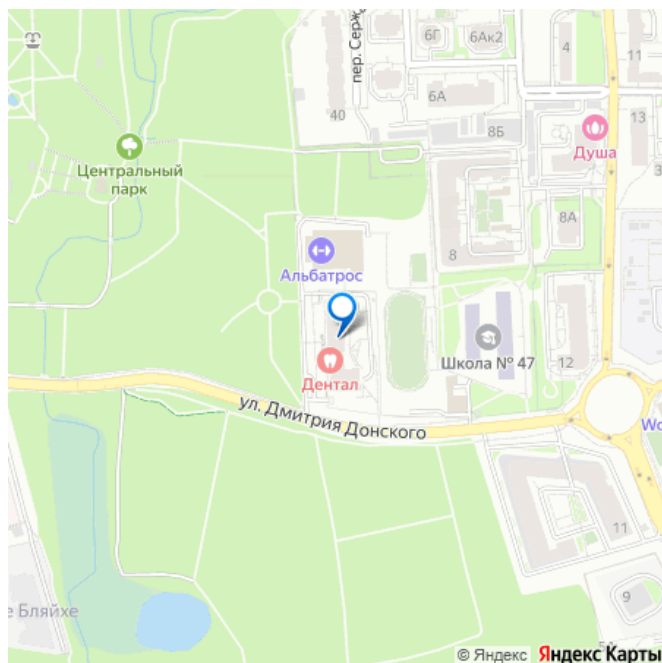 пер. Серж
6Г
6Ак2
4
11
6А
40
8Б
13
Душа
Центральный
парк
8А
8
Альбатрос
Школа № 47
12
Дентал
ул. Дмитрия Донского
Wo
11
9
е Бляйхе
© Яндекс Яндекс Карты